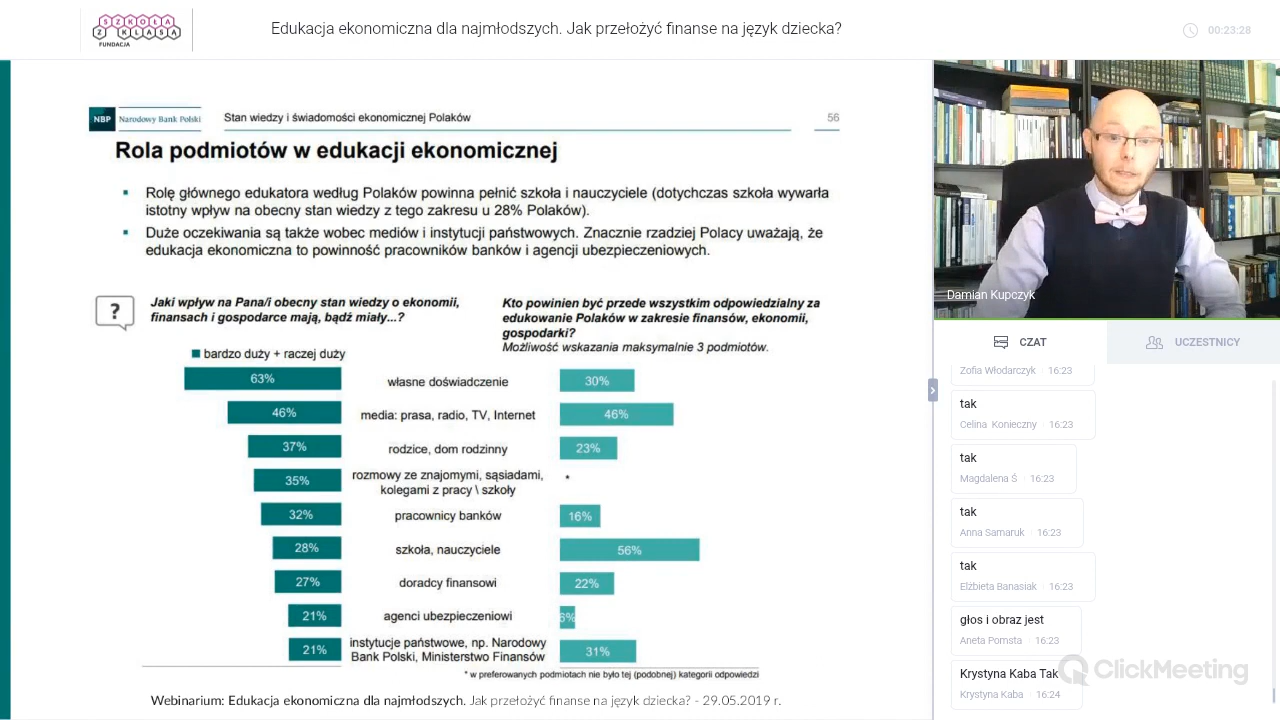 SZKOŁA
Z KLASĄ
FUNDACJA
Edukacja ekonomiczna dla najmłodszych. Jak przełożyć finanse na język dziecka?
00:23:28
NBP Narodowy Bank Polski
Stan wiedzy i świadomości ekonomicznej Polaków
56
Rola podmiotów w edukacji ekonomicznej
Rolę głównego edukatora według Polaków powinna pełnić szkoła i nauczyciele (dotychczas szkoła wywarła
istotny wpływ na obecny stan wiedzy z tego zakresu u 28% Polaków).
Duże oczekiwania są także wobec mediów i instytucji państwowych. Znacznie rzadziej Polacy uważają, że
edukacja ekonomiczna to powinność pracowników banków i agencji ubezpieczeniowych.
?
Jaki wpływ na Pana/i obecny stan wiedzy o ekonomii,
finansach i gospodarce mają, bądź miały...?
Kto powinien być przede wszystkim odpowiedzialny za
edukowanie Polaków w zakresie finansów, ekonomii,
gospodarki?
Możliwość wskazania maksymalnie 3 podmiotów.
bardzo duży + raczej duży
63% własne doświadczenie 30%
46% media: prasa, radio, TV, Internet 46%
37% rodzice, dom rodzinny 23%
35% rozmowy ze znajomymi, sąsiadami, *
kolegami z pracy \ szkoły
32% pracownicy banków 16%
28% szkoła, nauczyciele 56%
27% doradcy finansowi 22%
21% agenci ubezpieczeniowi 6%
21% instytucje państwowe, np. Narodowy 31%
Bank Polski, Ministerstwo Finansów
* w preferowanych podmiotach nie było tej (podobnej) kategorii odpowiedzi
Webinarium: Edukacja ekonomiczna dla najmłodszych. Jak przełożyć finanse na język dziecka? - 29.05.2019 r.
Damian Kupczyk
CZAT
UCZESTNICY
Zofia Włodarczyk 16:23
tak
Celina Konieczny 16:23
tak
Magdalena Ś 16:23
tak
Anna Samaruk 16:23
tak
Elżbieta Banasiak 16:23
głos i obraz jest
Aneta Pomsta 16:23
Krystyna Kaba Tak
Krystyna Kaba 16:24
ClickMeeting